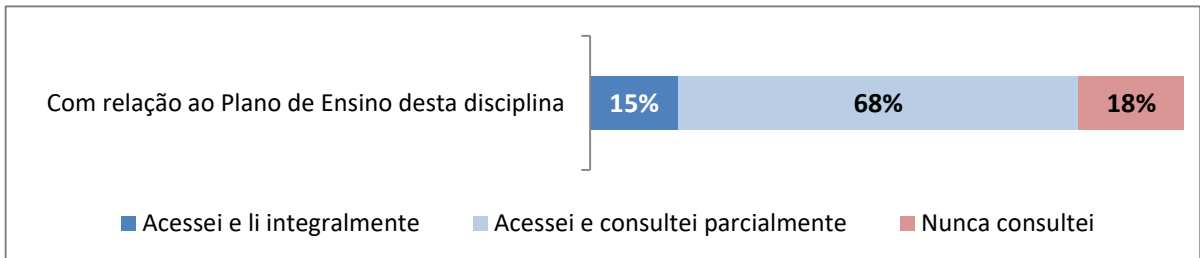 Com relação ao Plano de Ensino desta disciplina
15%
68%
18%
Acessei e li integralmente
Acessei e consultei parcialmente
Nunca consultei